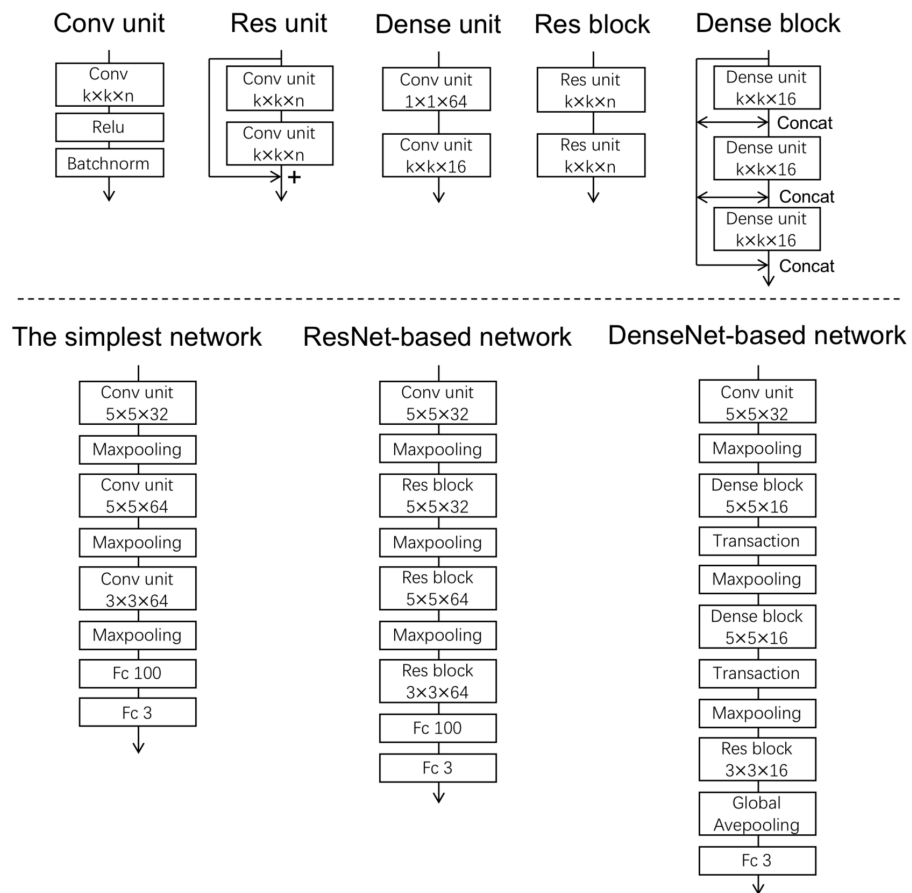 Conv unit
Conv
k×k×n
Relu
Batchnorm
Res unit
Conv unit
k×k×n
Conv unit
k×k×n
+
Dense unit
Conv unit
1×1×64
Conv unit
k×k×16
Res block
Res unit
k×k×n
Res unit
k×k×n
Dense block
Dense unit
k×k×16
Concat
Dense unit
k×k×16
Concat
Dense unit
k×k×16
Concat
The simplest network
Conv unit
5×5×32
Maxpooling
Conv unit
5×5×64
Maxpooling
Conv unit
3×3×64
Maxpooling
Fc 100
Fc 3
ResNet-based network
Conv unit
5×5×32
Maxpooling
Res block
5×5×32
Maxpooling
Res block
5×5×64
Maxpooling
Res block
3×3×64
Fc 100
Fc 3
DenseNet-based network
Conv unit
5×5×32
Maxpooling
Dense block
5×5×16
Transaction
Maxpooling
Dense block
5×5×16
Transaction
Maxpooling
Res block
3×3×16
Global
Avepooling
Fc 3